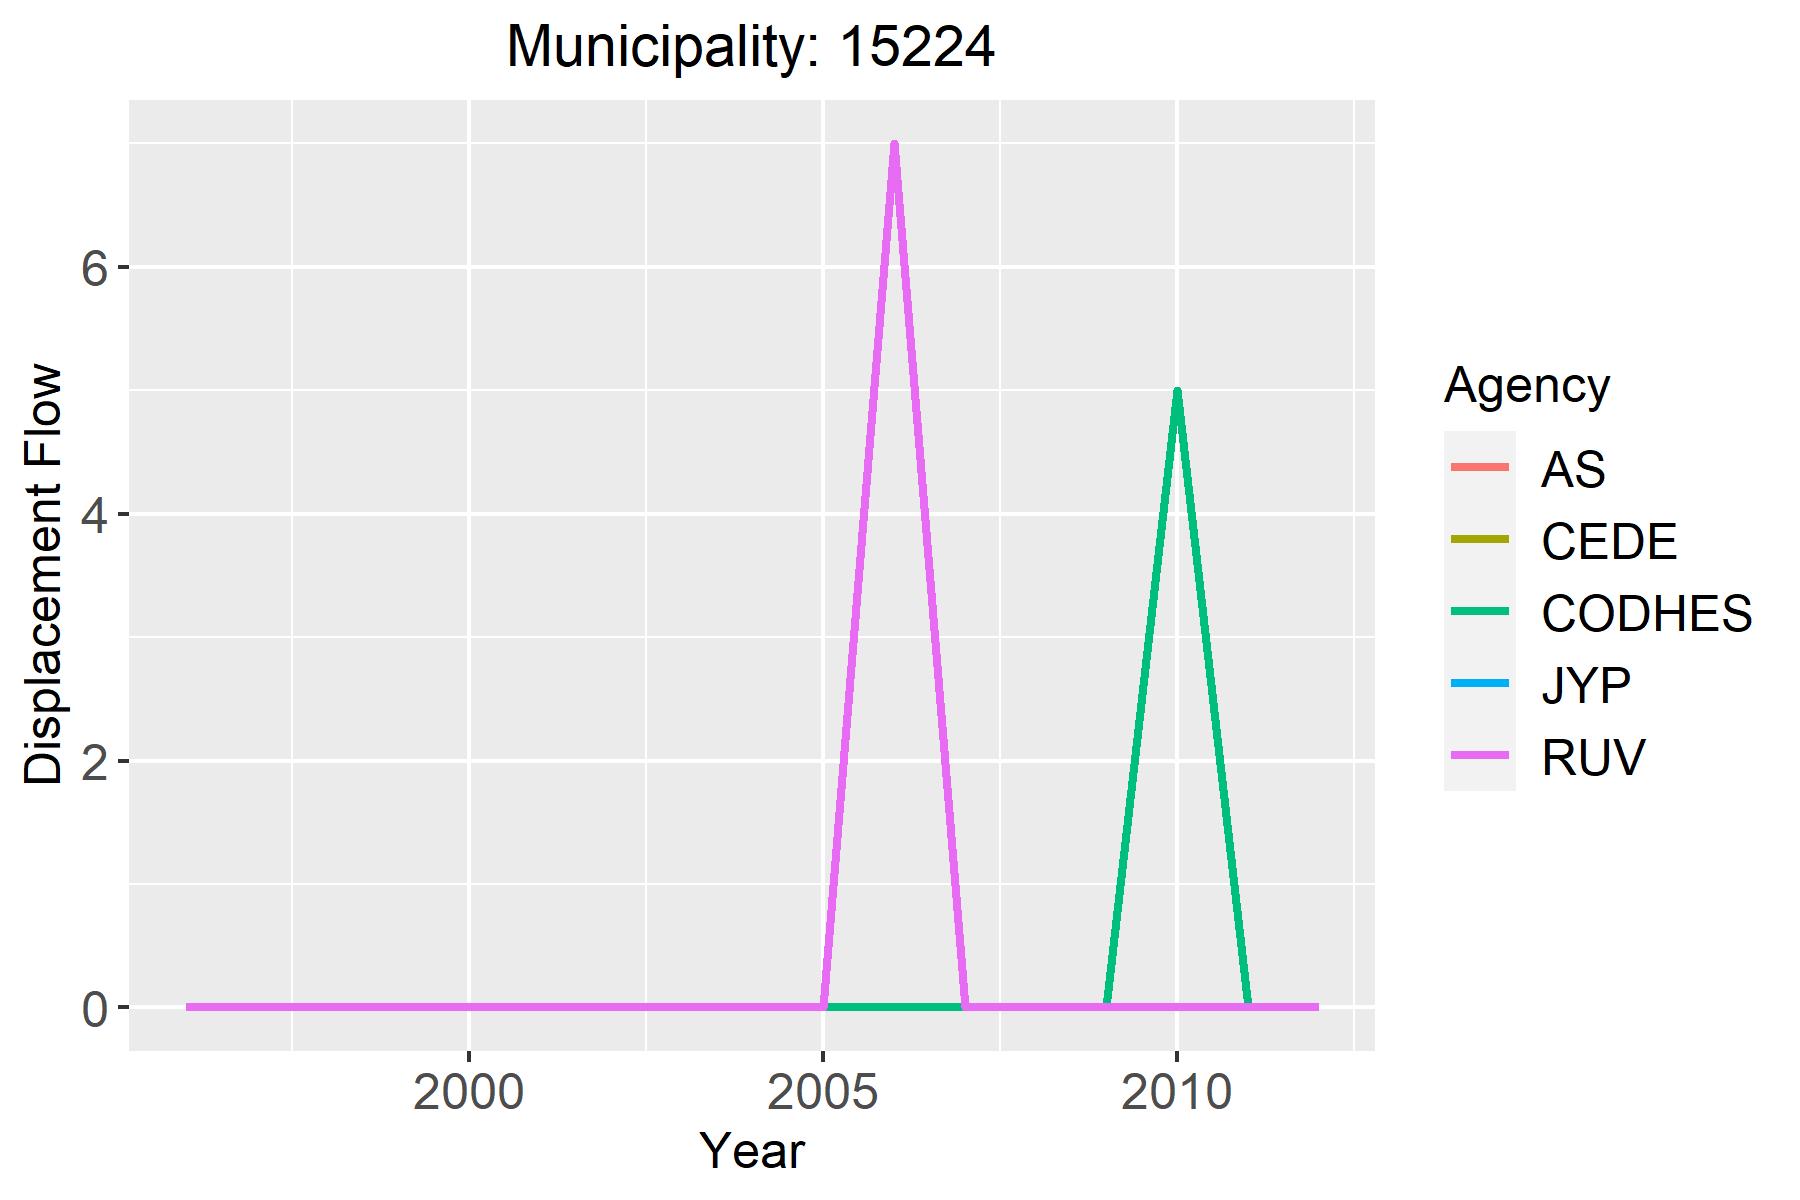 Municipality: 15224
Displacement Flow
6
4
2
0
2000 2005 2010
Year
Agency
AS
CEDE
CODHES
JYP
RUV